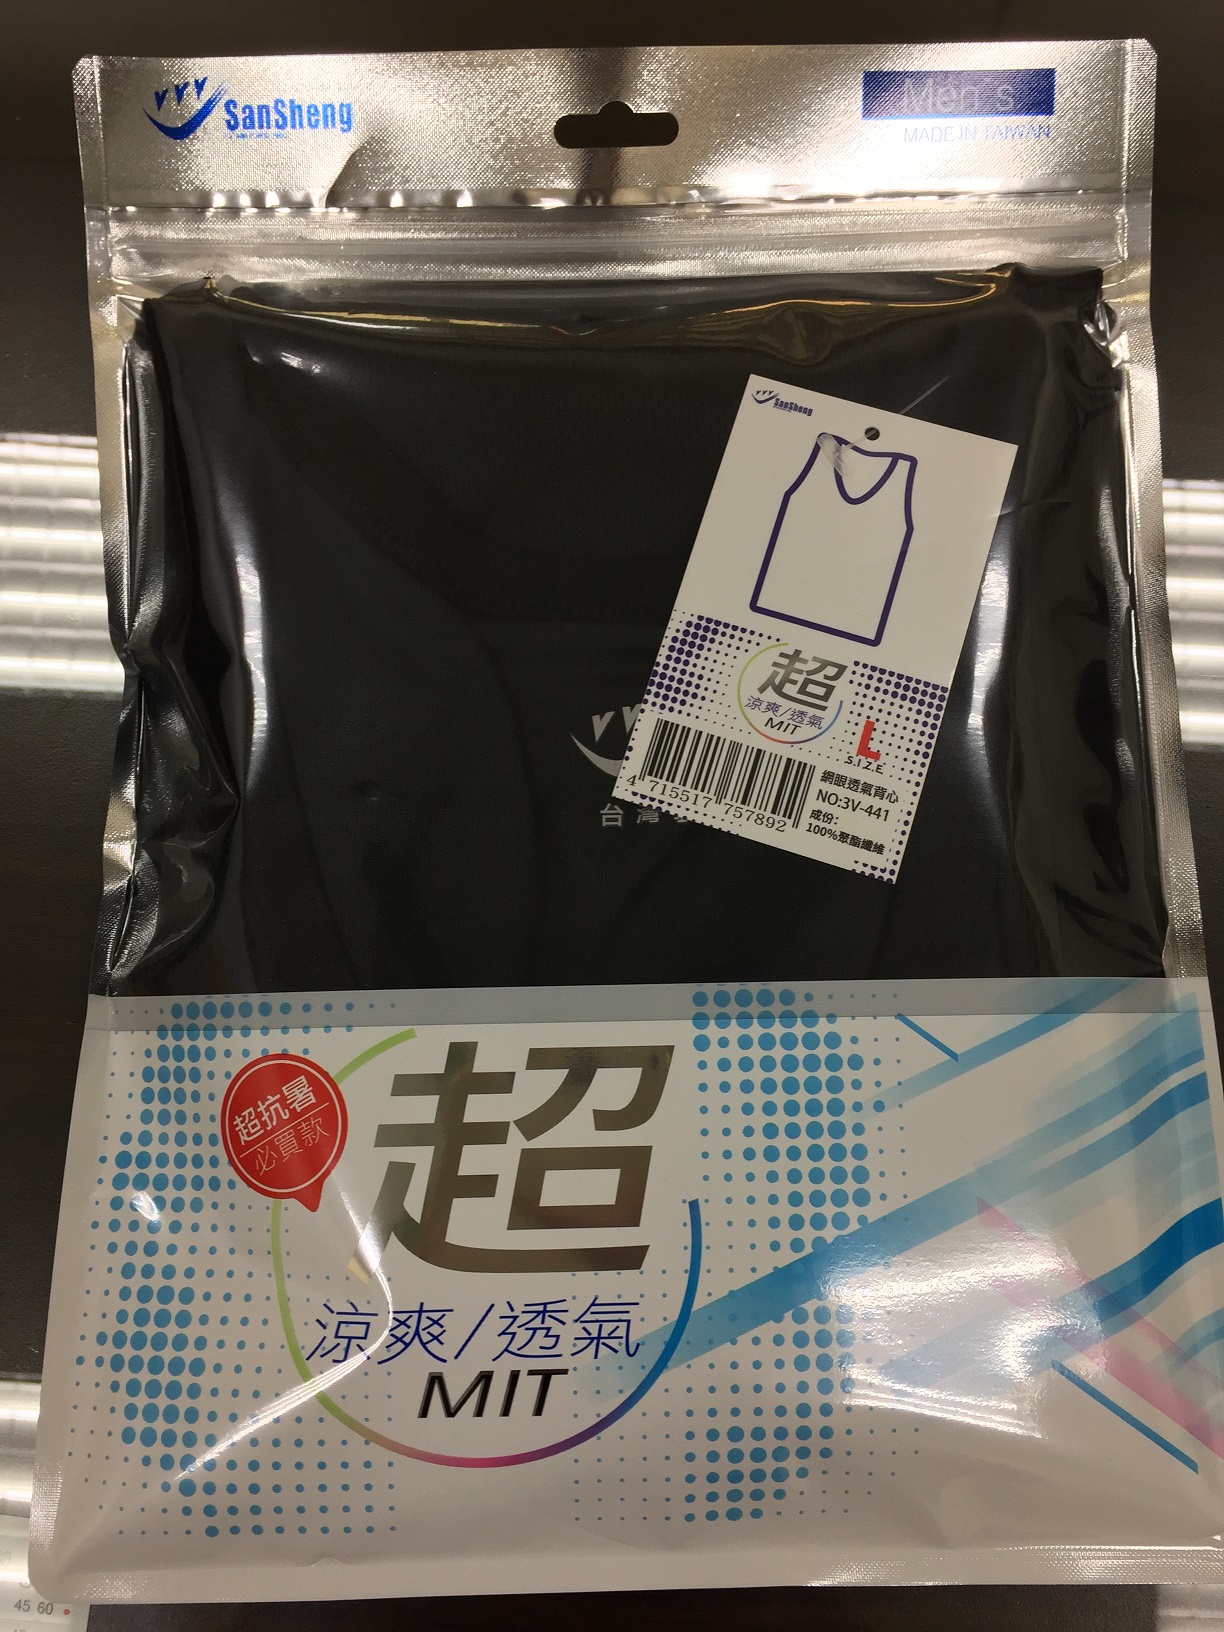 SanSheng
Men's
MADE IN TAIWAN
SanSheng
超
涼爽/透氣
MIT
L
S.I.Z.E
4 715517 757892
網眼透氣背心
NO:3V-441
成份:
100%聚酯纖維
台灣
超抗暑
必買款
超
涼爽/透氣
MIT
45 60